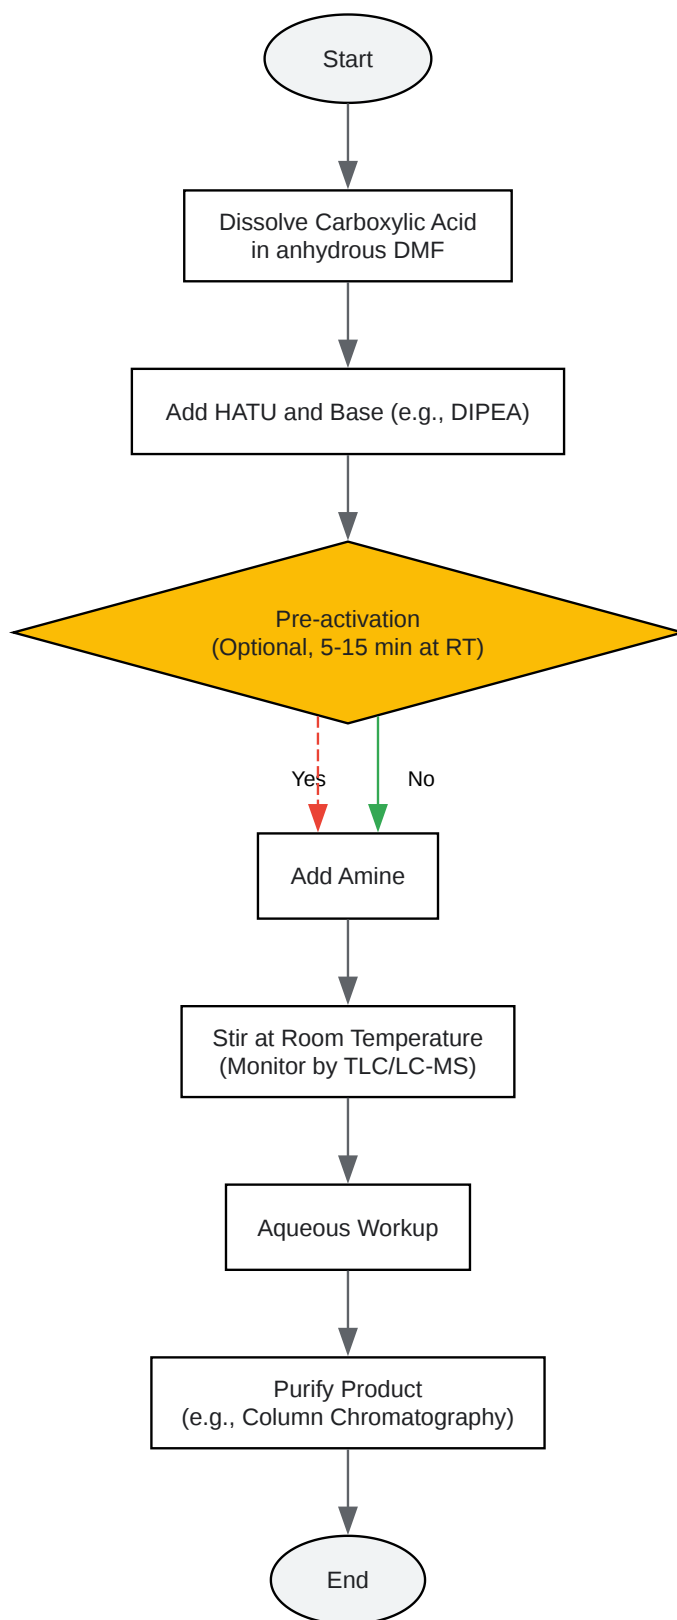 Start
Dissolve Carboxylic Acid
in anhydrous DMF
Add HATU and Base (e.g., DIPEA)
Pre-activation
(Optional, 5-15 min at RT)
Yes
No
Add Amine
Stir at Room Temperature
(Monitor by TLC/LC-MS)
Aqueous Workup
Purify Product
(e.g., Column Chromatography)
End